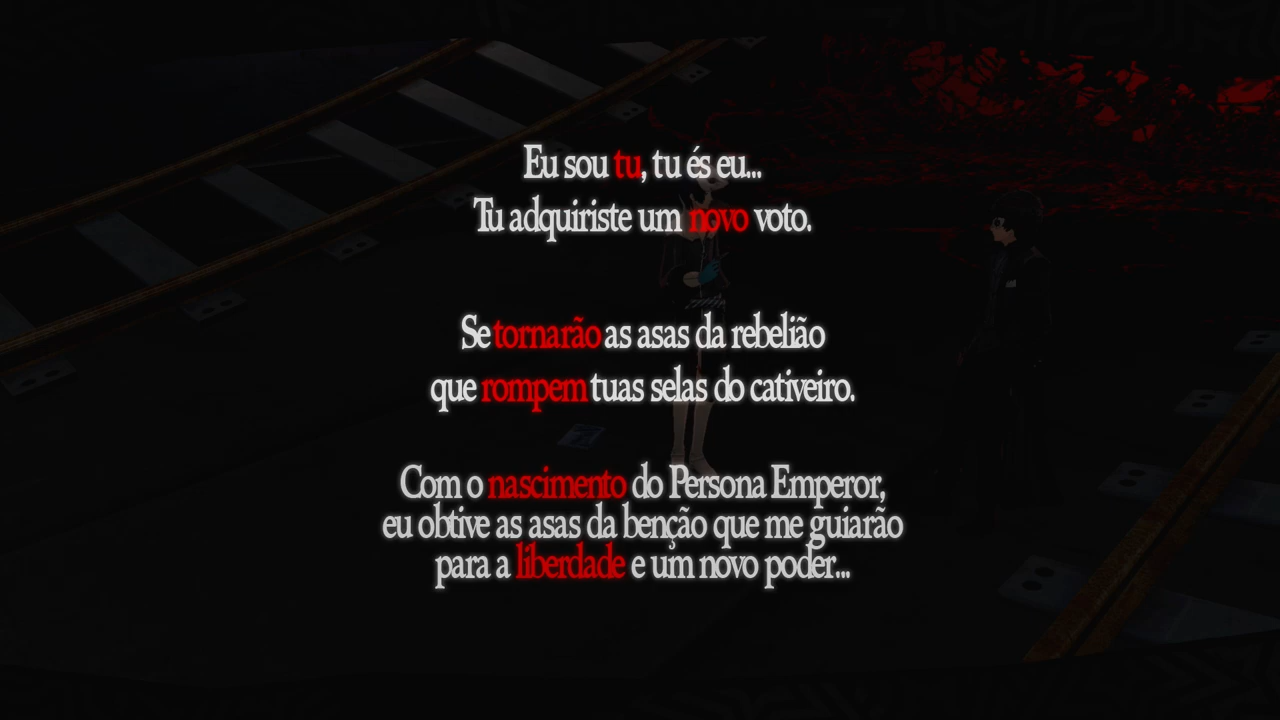 Eu sou tu, tu és eu...
Tu adquiriste um novo voto.
Se tornarão as asas da rebelião
que rompem tuas selas do cativeiro.
Com o nascimento do Persona Emperor,
eu obtive as asas da benção que me guiarão
para a liberdade e um novo poder...